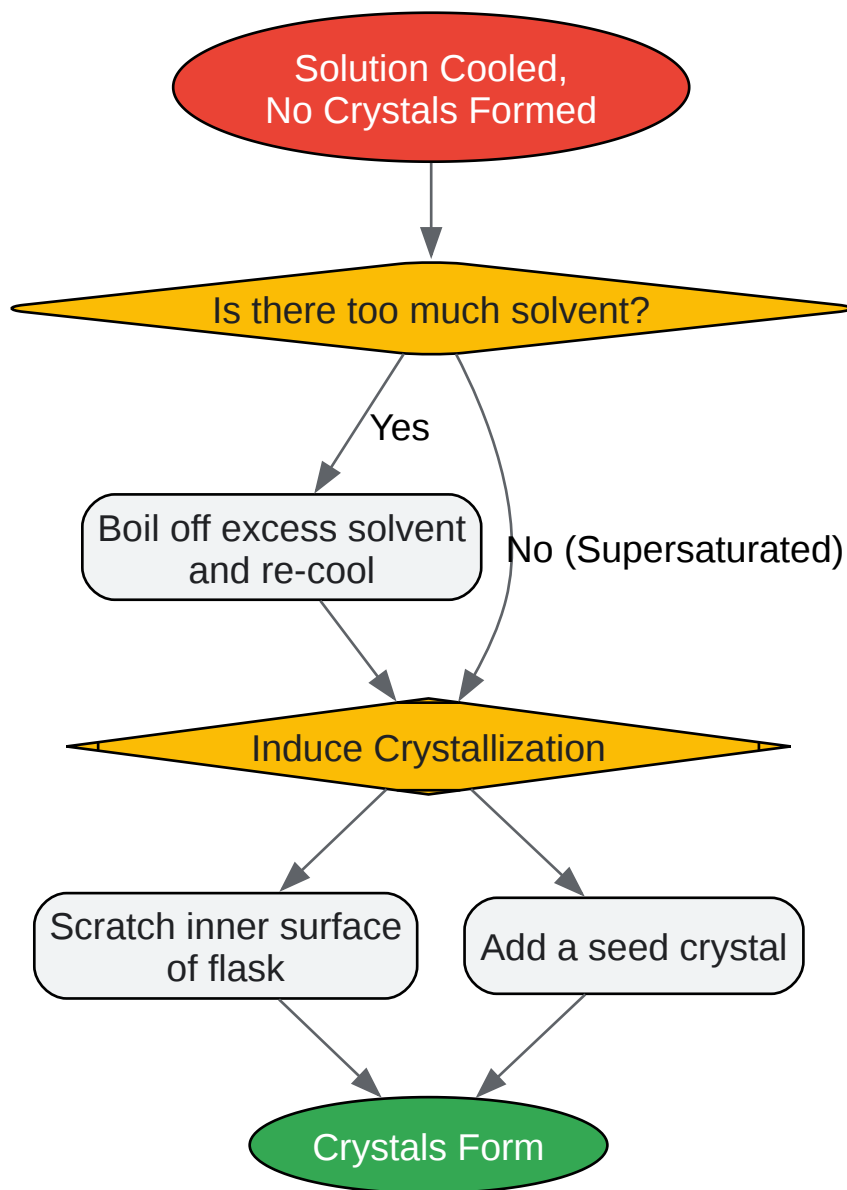 Solution Cooled,
No Crystals Formed
Is there too much solvent?
Yes
Boil off excess solvent
and re-cool
No (Supersaturated)
Induce Crystallization
Scratch inner surface
of flask
Add a seed crystal
Crystals Form